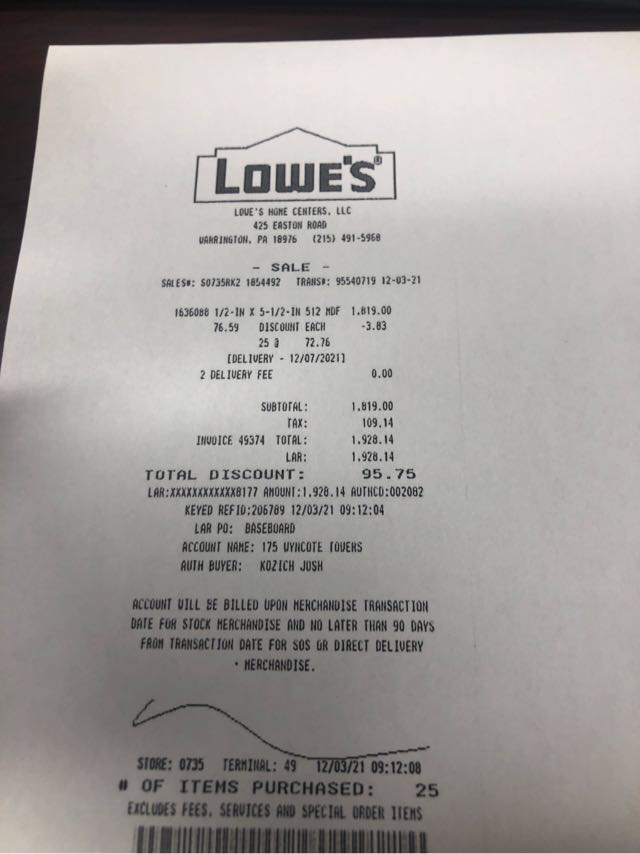 LOWE'S®
LOWE'S HOME CENTERS, LLC
425 EASTON ROAD
WARRINGTON, PA 18976 (215) 491-5968
- SALE -
SALES#: S0735RK2 1854492 TRANS#: 95540719 12-03-21
1636088 1/2-IN X 5-1/2-IN 512 MDF 1,819.00
76.59 DISCOUNT EACH -3.83
25 @ 72.76
[DELIVERY - 12/07/2021]
2 DELIVERY FEE 0.00
SUBTOTAL: 1,819.00
TAX: 109.14
INVOICE 49374 TOTAL: 1,928.14
LAR: 1,928.14
TOTAL DISCOUNT: 95.75
LAR:XXXXXXXXXXXX8177 AMOUNT:1,928.14 AUTHCD:002082
KEYED REFID:206789 12/03/21 09:12:04
LAR PO: BASEBOARD
ACCOUNT NAME: 175 WYNCOTE TOWERS
AUTH BUYER: KOZICH JOSH
ACCOUNT WILL BE BILLED UPON MERCHANDISE TRANSACTION
DATE FOR STOCK MERCHANDISE AND NO LATER THAN 90 DAYS
FROM TRANSACTION DATE FOR SOS OR DIRECT DELIVERY
MERCHANDISE.
STORE: 0735 TERMINAL: 49 12/03/21 09:12:08
# OF ITEMS PURCHASED: 25
EXCLUDES FEES, SERVICES AND SPECIAL ORDER ITEMS